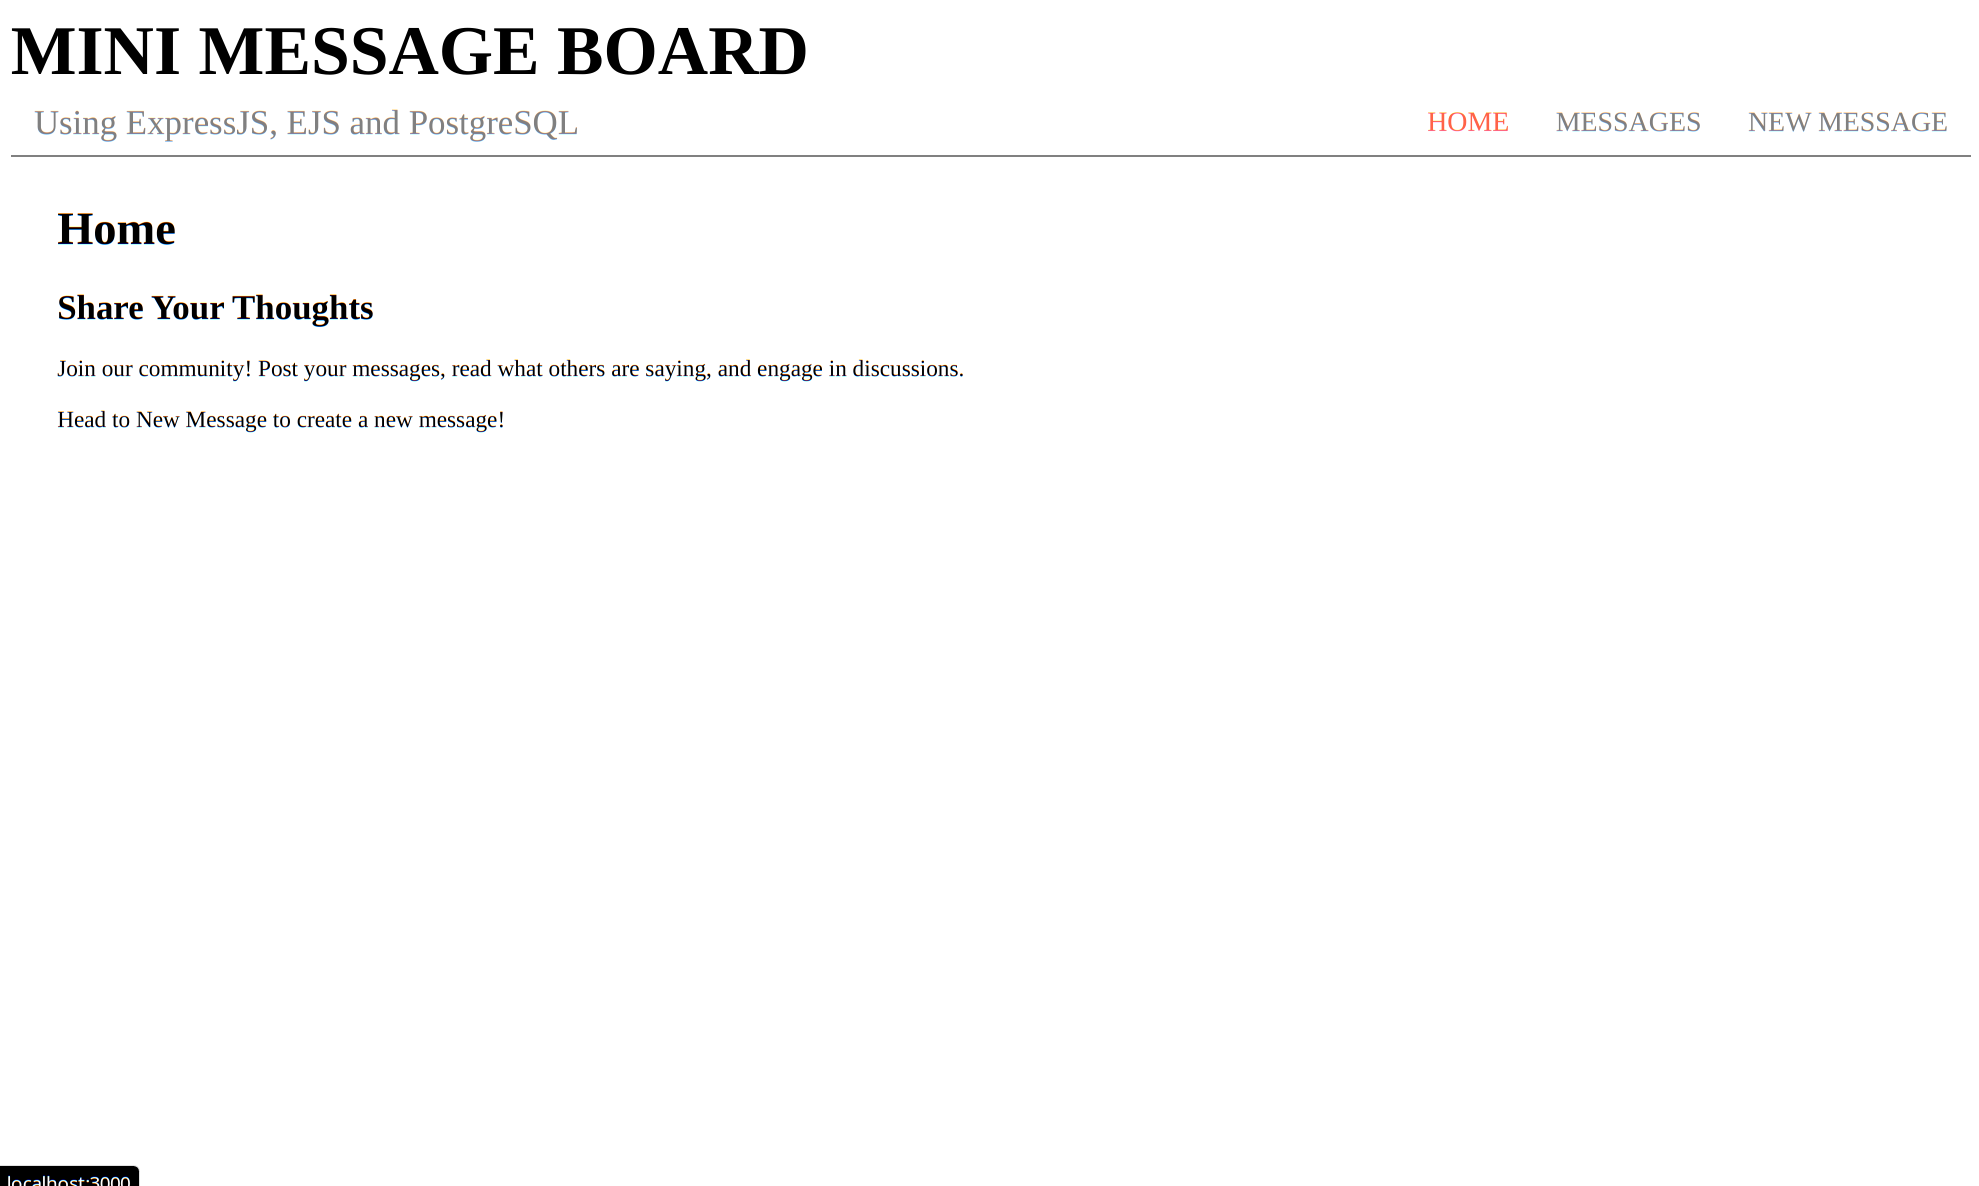 MINI MESSAGE BOARD
Using ExpressJS, EJS and PostgreSQL
HOME MESSAGES NEW MESSAGE
Home
Share Your Thoughts
Join our community! Post your messages, read what others are saying, and engage in discussions.
Head to New Message to create a new message!
localhost:3000